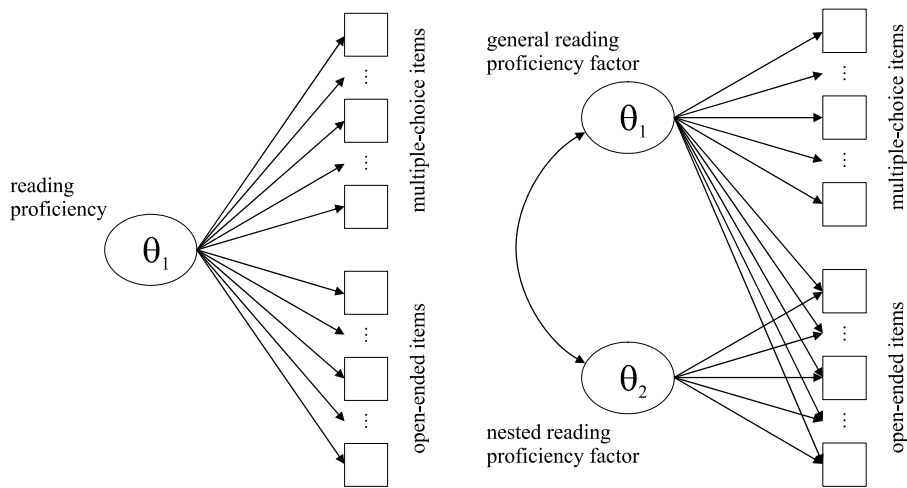 reading
proficiency
θ1
multiple-choice items
open-ended items
general reading
proficiency factor
θ1
θ2
nested reading
proficiency factor
multiple-choice items
open-ended items